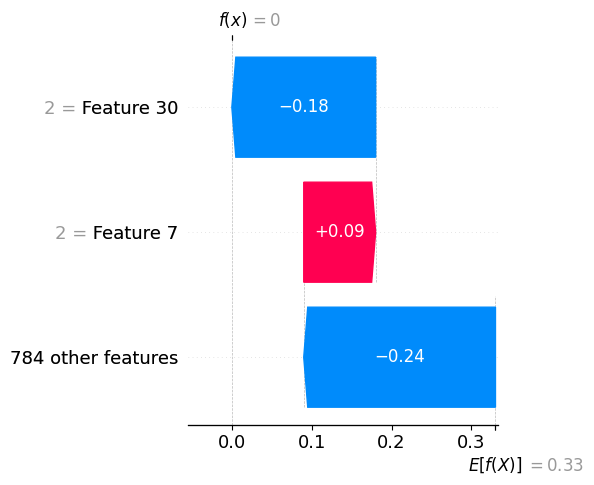 f(x) = 0
2 = Feature 30
−0.18
2 = Feature 7
+0.09
784 other features
−0.24
0.0 0.1 0.2 0.3
E[f(X)] = 0.33